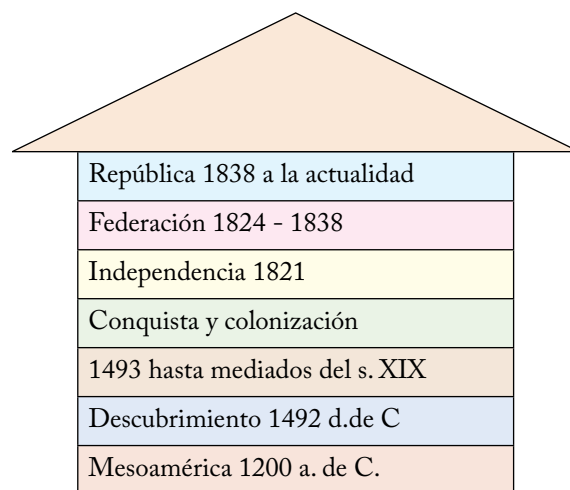 República 1838 a la actualidad
Federación 1824 - 1838
Independencia 1821
Conquista y colonización
1493 hasta mediados del s. XIX
Descubrimiento 1492 d.de C
Mesoamérica 1200 a. de C.